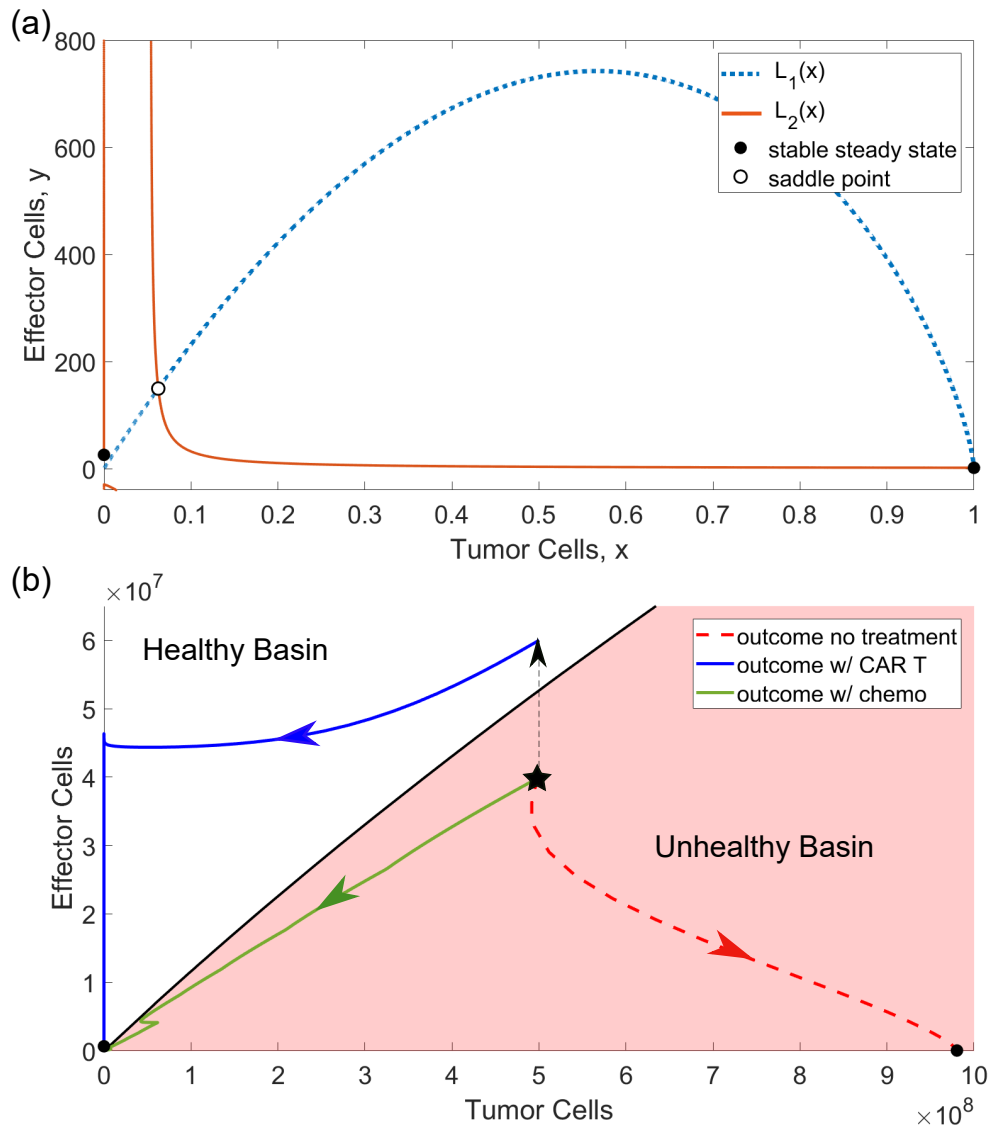 (a)
800
600
400
200
0
Effector Cells, y
L_1(x)
L_2(x)
stable steady state
saddle point
0 0.1 0.2 0.3 0.4 0.5 0.6 0.7 0.8 0.9 1
Tumor Cells, x
(b)
×10^7
6
5
4
3
2
1
0
Effector Cells
Healthy Basin
outcome no treatment
outcome w/ CAR T
outcome w/ chemo
Unhealthy Basin
0 1 2 3 4 5 6 7 8 9 10
Tumor Cells
×10^8